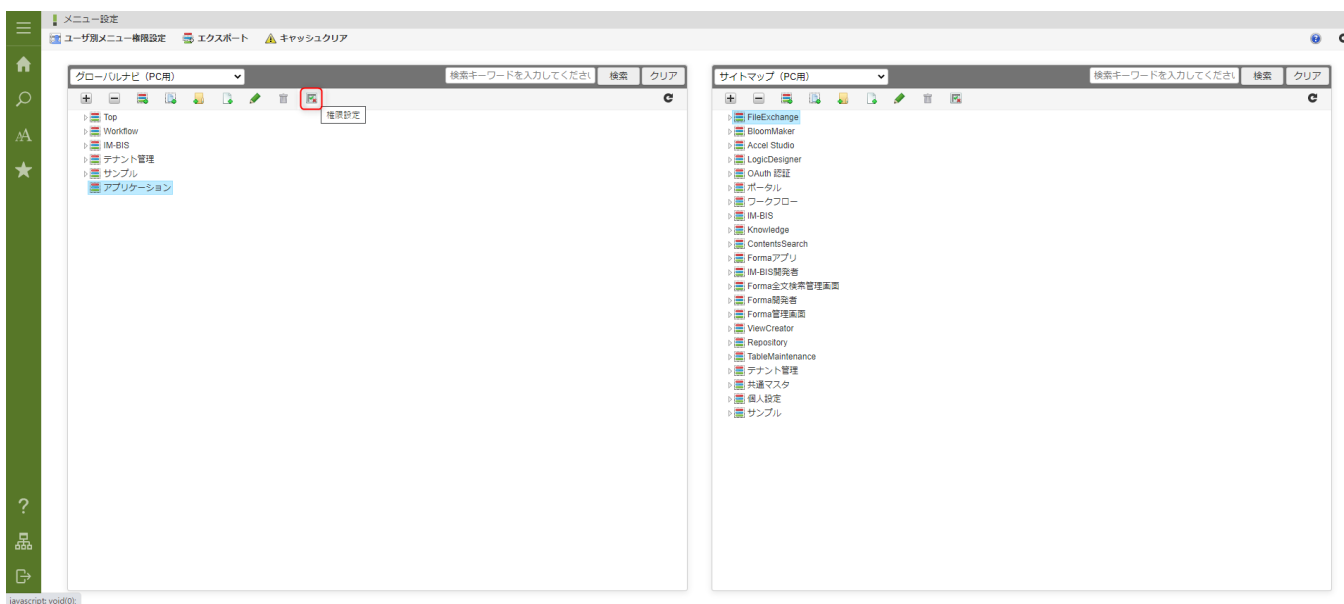 メニュー設定
ユーザ別メニュー権限設定 エクスポート キャッシュクリア
グローバルナビ（PC用） 検索キーワードを入力してくださ 検索 クリア
権限設定
Top
Workflow
IM-BIS
テナント管理
サンプル
アプリケーション
サイトマップ（PC用） 検索キーワードを入力してくださ 検索 クリア
FileExchange
BloomMaker
Accel Studio
LogicDesigner
OAuth 認証
ポータル
ワークフロー
IM-BIS
Knowledge
ContentsSearch
Formaアプリ
IM-BIS開発者
Forma全文検索管理画面
Forma開発者
Forma管理画面
ViewCreator
Repository
TableMaintenance
テナント管理
共通マスタ
個人設定
サンプル
javascript: void(0);